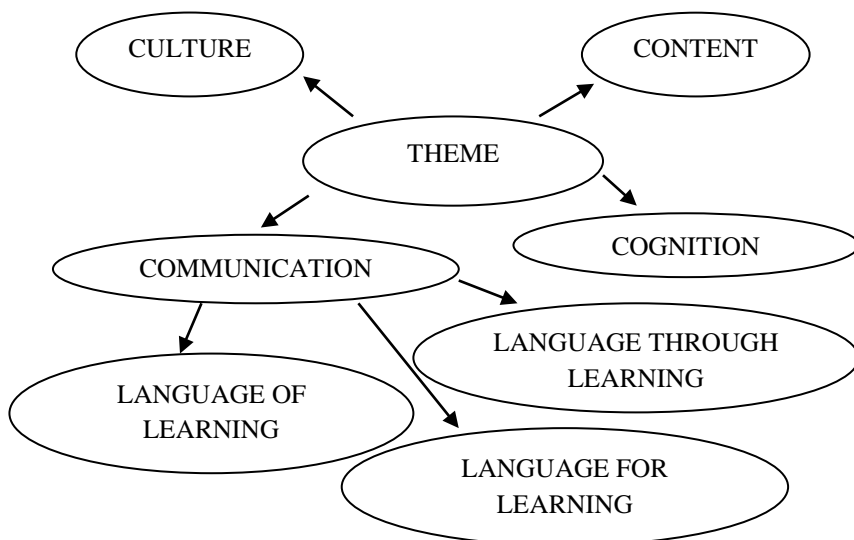 CULTURE
CONTENT
THEME
COGNITION
COMMUNICATION
LANGUAGE THROUGH
LEARNING
LANGUAGE OF
LEARNING
LANGUAGE FOR
LEARNING